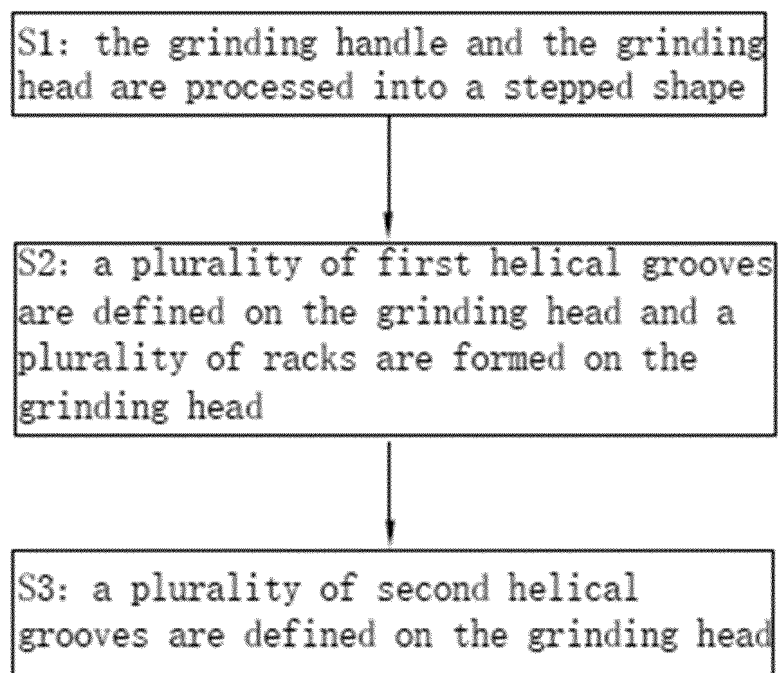 S1: the grinding handle and the grinding
head are processed into a stepped shape
S2: a plurality of first helical grooves
are defined on the grinding head and a
plurality of racks are formed on the
grinding head
S3: a plurality of second helical
grooves are defined on the grinding head